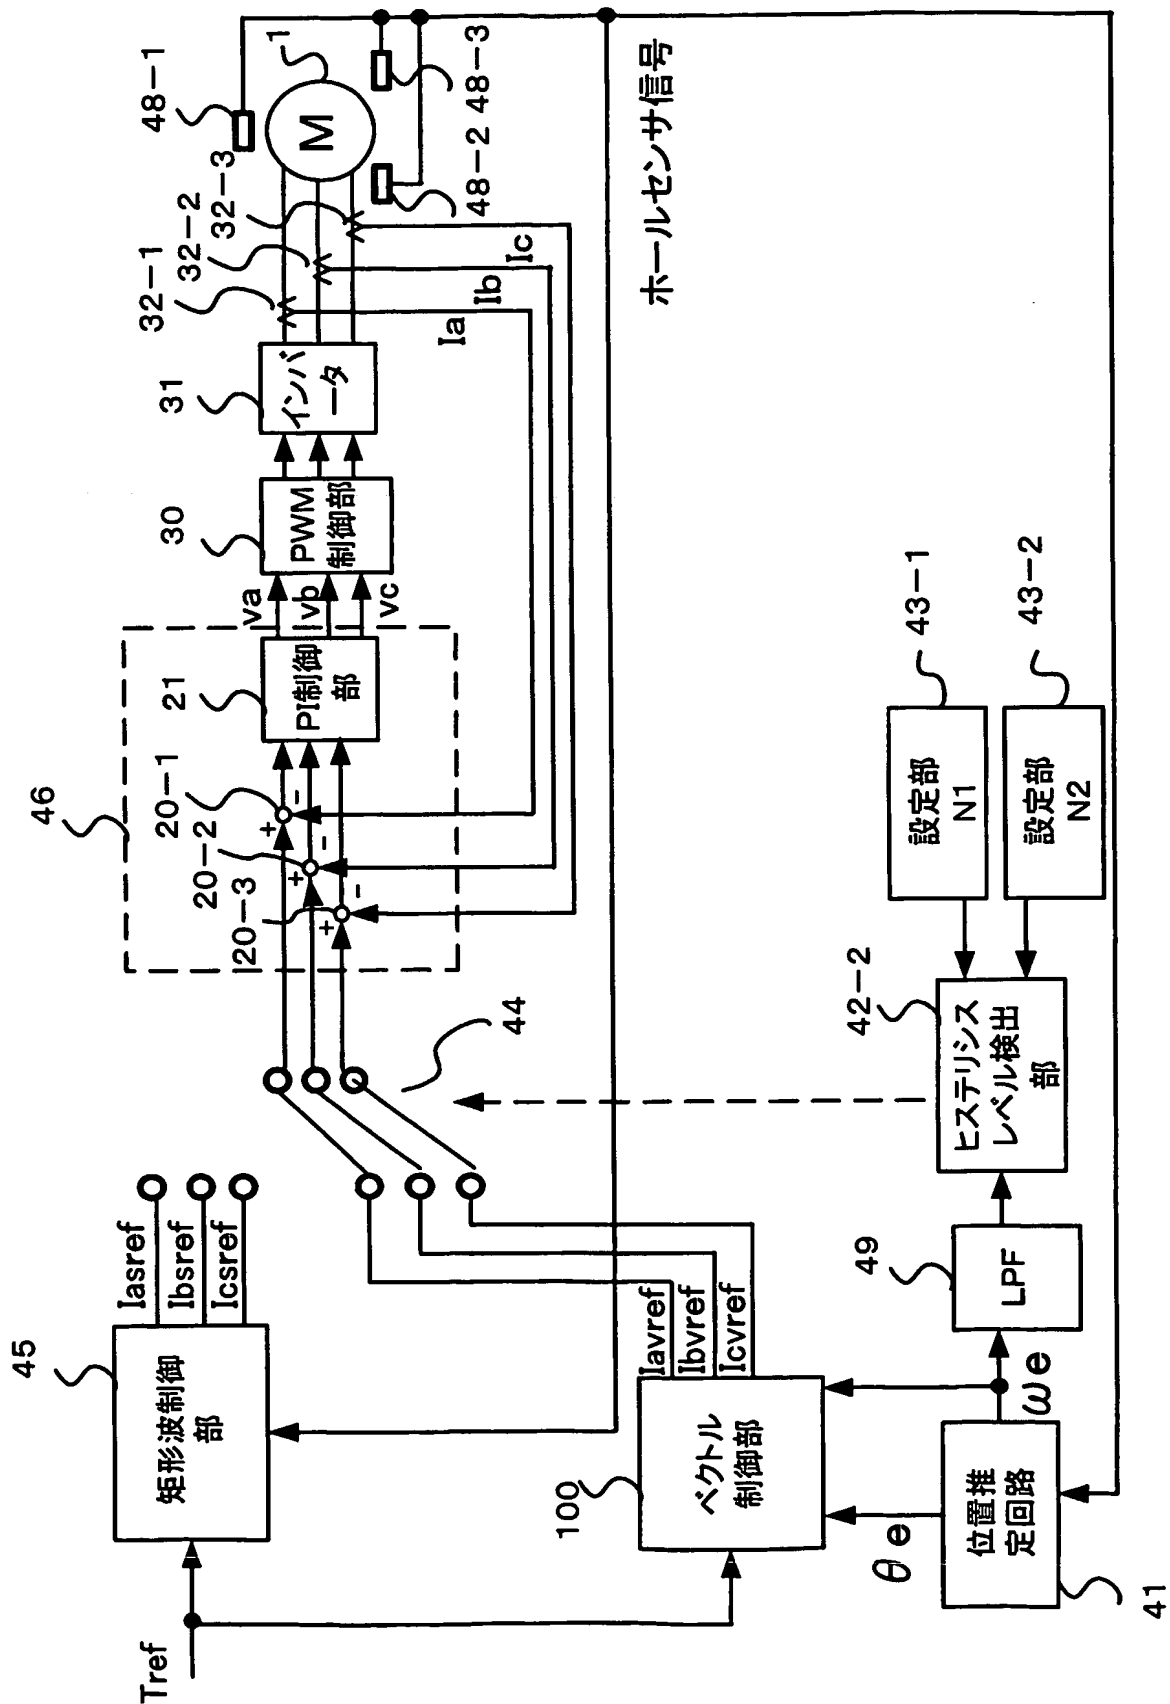 Tref
45
矩形波制御
部
Iasref
Ibsref
Icsref
100
ベクトル
制御部
Iavref
Ibvref
Icvref
θe
ωe
41
位置推
定回路
49
LPF
42-2
ヒステリシス
レベル検出
部
43-1
設定部
N1
43-2
設定部
N2
44
46
20-1
20-2
20-3
+
-
+
-
+
-
21
PI制御
部
va
vb
vc
30
PWM
制御部
31
インバ
ータ
32-1
32-2
32-3
Ia
Ib
Ic
M
1
48-1
48-2
48-3
ホールセンサ信号